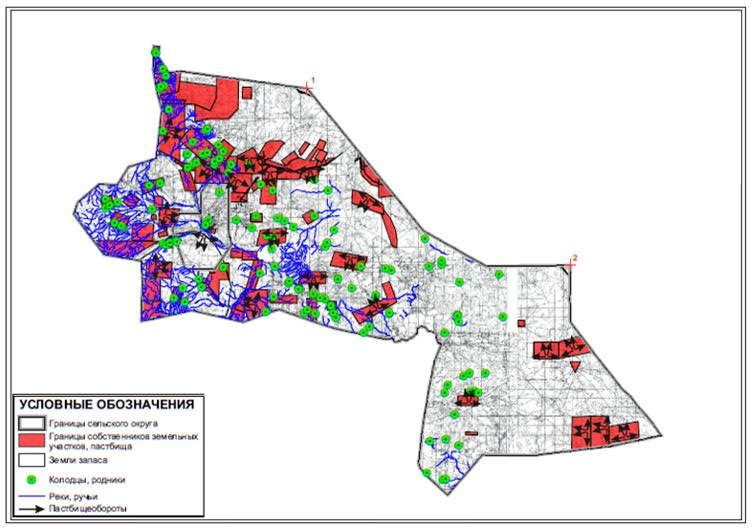 1
2
УСЛОВНЫЕ ОБОЗНАЧЕНИЯ
Границы сельского округа
Границы собственников земельных
участков, пастбища
Земли запаса
Колодцы, родники
Реки, ручьи
Пастбищеобороты